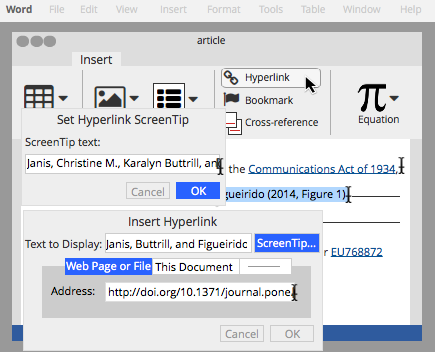 Word File Edit View Insert Format Tools Table Window Help
article
Insert
Hyperlink
Bookmark
Cross-reference
π
Equation
Set Hyperlink ScreenTip
ScreenTip text:
Janis, Christine M., Karalyn Buttrill, an
Cancel OK
the Communications Act of 1934,
gueirido (2014, Figure 1)
Insert Hyperlink
Text to Display: Janis, Buttrill, and Figueirido ScreenTip...
Web Page or File This Document
r EU768872
Address: http://doi.org/10.1371/journal.pone.
Cancel OK